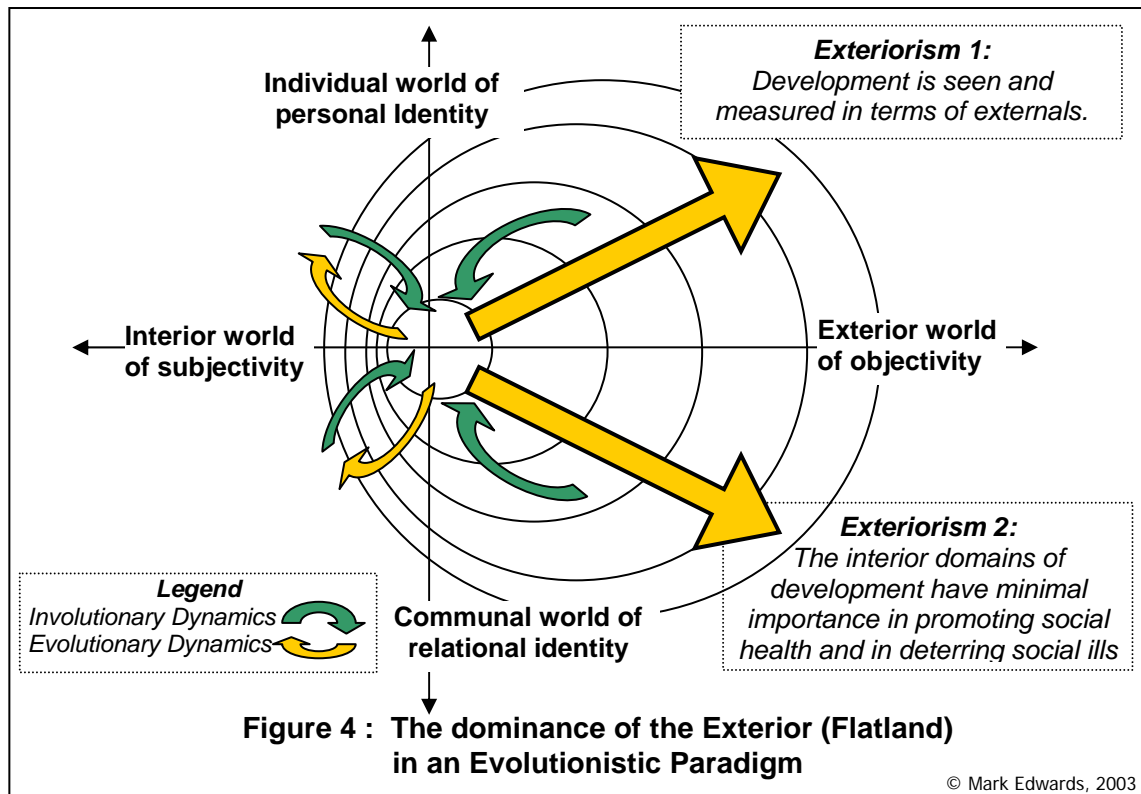 Individual world of
personal Identity
Exteriorism 1:
Development is seen and
measured in terms of externals.
Interior world
of subjectivity
Exterior world
of objectivity
Legend
Involutionary Dynamics
Evolutionary Dynamics
Communal world of
relational identity
Exteriorism 2:
The interior domains of
development have minimal
importance in promoting social
health and in deterring social ills
Figure 4 : The dominance of the Exterior (Flatland)
in an Evolutionistic Paradigm
© Mark Edwards, 2003